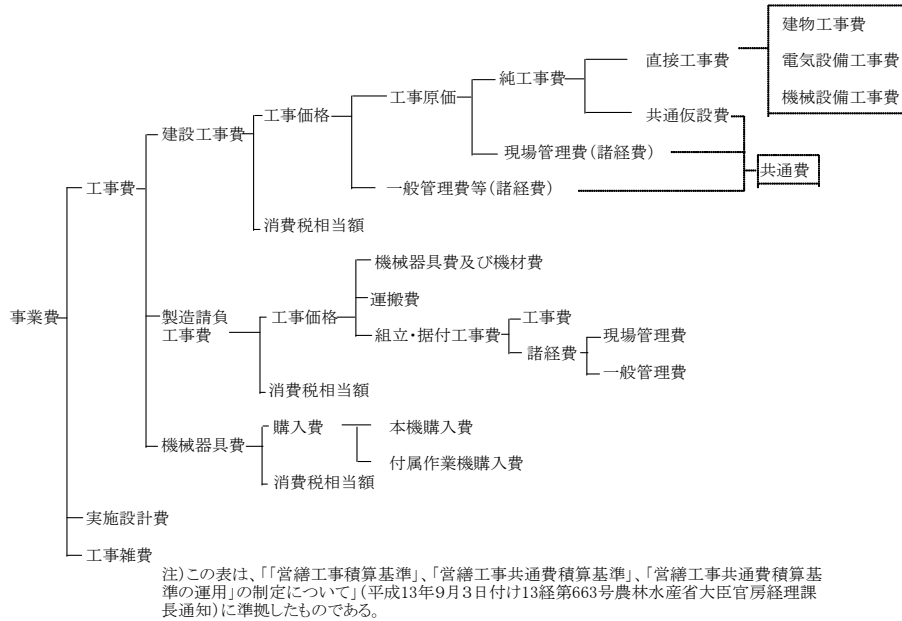 建物工事費
直接工事費
電気設備工事費
純工事費
機械設備工事費
工事原価
工事価格
共通仮設費
建設工事費
現場管理費(諸経費)
共通費
工事費
一般管理費等(諸経費)
消費税相当額
機械器具費及び機材費
運搬費
事業費
製造請負
工事費
工事価格
工事費
組立・据付工事費
現場管理費
諸経費
一般管理費
消費税相当額
購入費
本機購入費
機械器具費
付属作業機購入費
消費税相当額
実施設計費
工事雑費
注)この表は、「「営繕工事積算基準」、「営繕工事共通費積算基準」、「営繕工事共通費積算基
準の運用」の制定について」(平成13年9月3日付け13経第663号農林水産省大臣官房経理課
長通知)に準拠したものである。